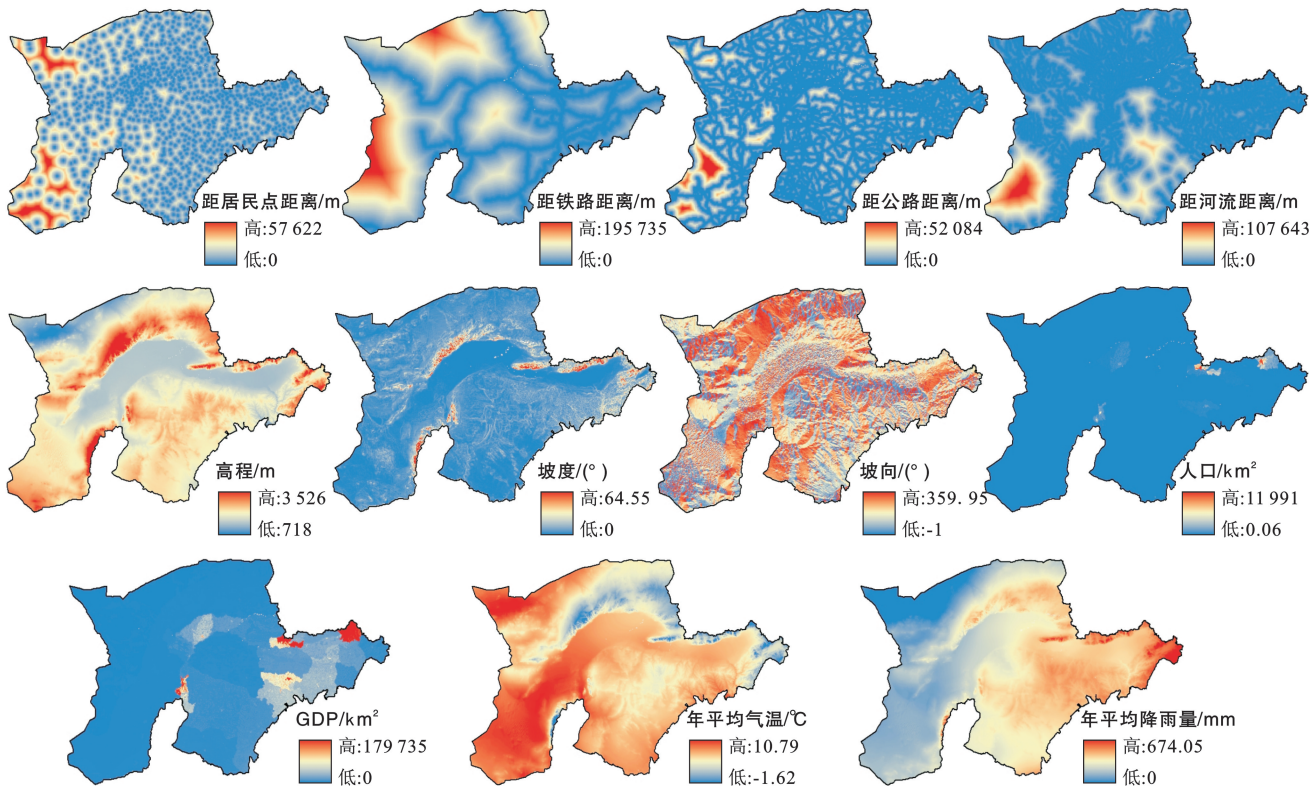 距居民点距离/m
高:57 622
低:0
距铁路距离/m
高:195 735
低:0
距公路距离/m
高:52 084
低:0
距河流距离/m
高:107 643
低:0
高程/m
高:3 526
低:718
坡度/(°)
高:64.55
低:0
坡向/(°)
高:359.95
低:-1
人口/km²
高:11 991
低:0.06
GDP/km²
高:179 735
低:0
年平均气温/℃
高:10.79
低:-1.62
年平均降雨量/mm
高:674.05
低:0